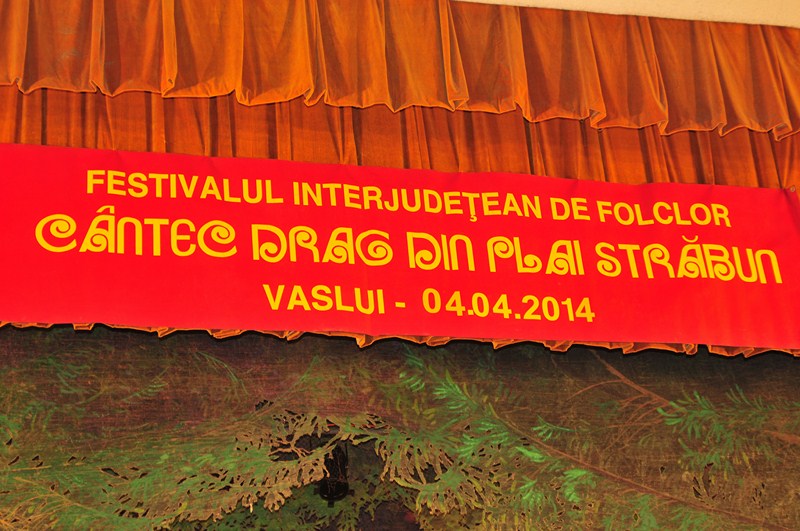 FESTIVALUL INTERJUDEŢEAN DE FOLCLOR
CÂNTEC DRAG DIN PLAI STRĂBUN
VASLUI - 04.04.2014